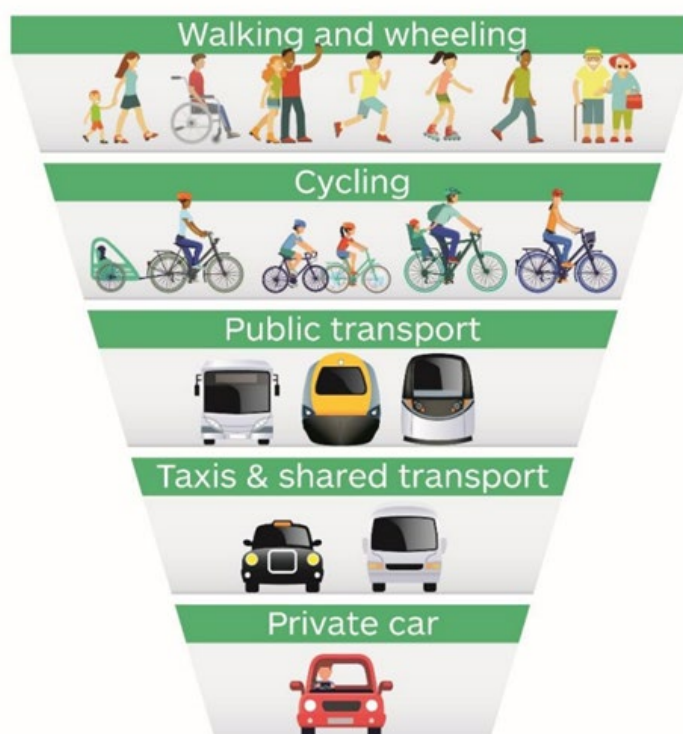 Walking and wheeling
Cycling
Public transport
Taxis & shared transport
Private car